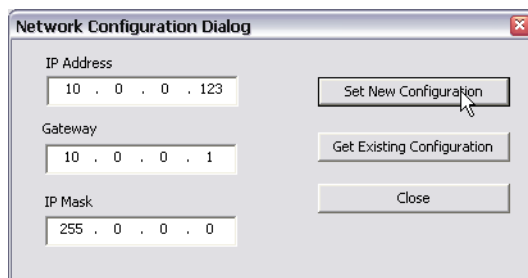 Network Configuration Dialog
IP Address
10 . 0 . 0 . 123
Set New Configuration
Gateway
10 . 0 . 0 . 1
Get Existing Configuration
IP Mask
255 . 0 . 0 . 0
Close